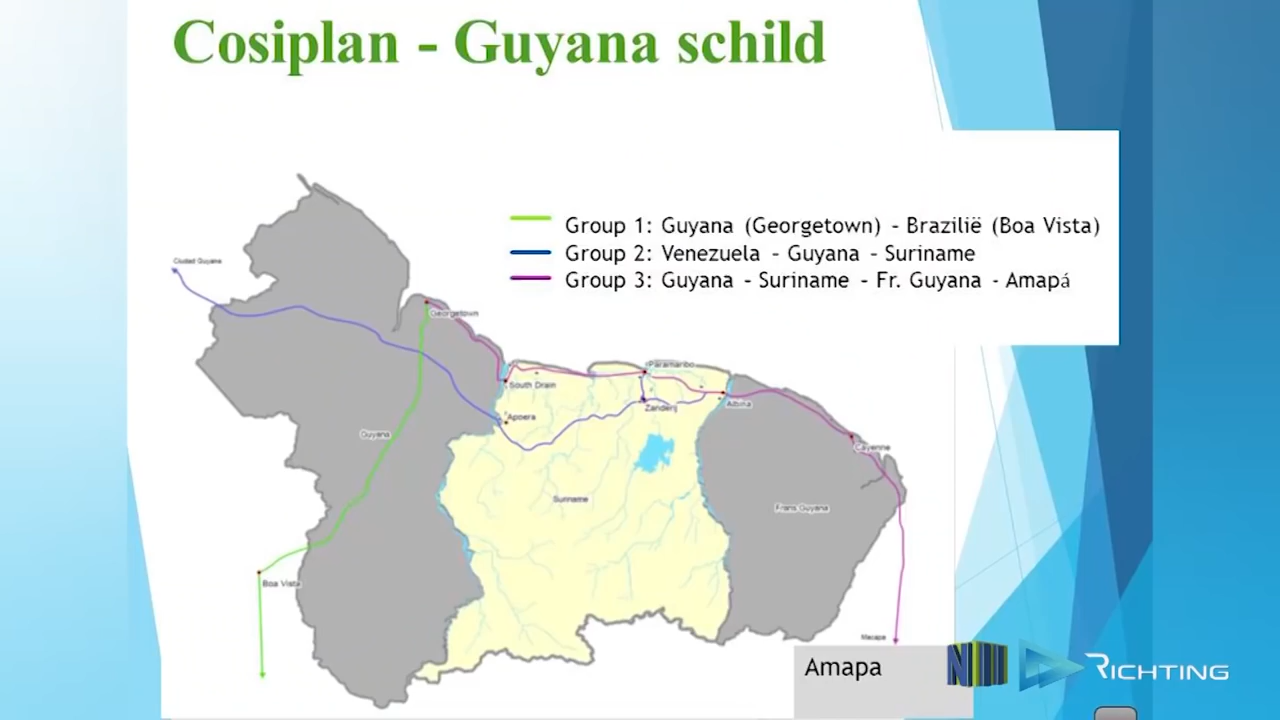 Cosiplan - Guyana schild
Group 1: Guyana (Georgetown) - Brazilië (Boa Vista)
Group 2: Venezuela - Guyana - Suriname
Group 3: Guyana - Suriname - Fr. Guyana - Amapá
Ciudad Guyana
Georgetown
Paramaribo
South Drain
Albina
Zanderij
Apoera
Guyana
Cayenne
Suriname
Frans Guyana
Boa Vista
Macapa
Amapa
N
RICHTING